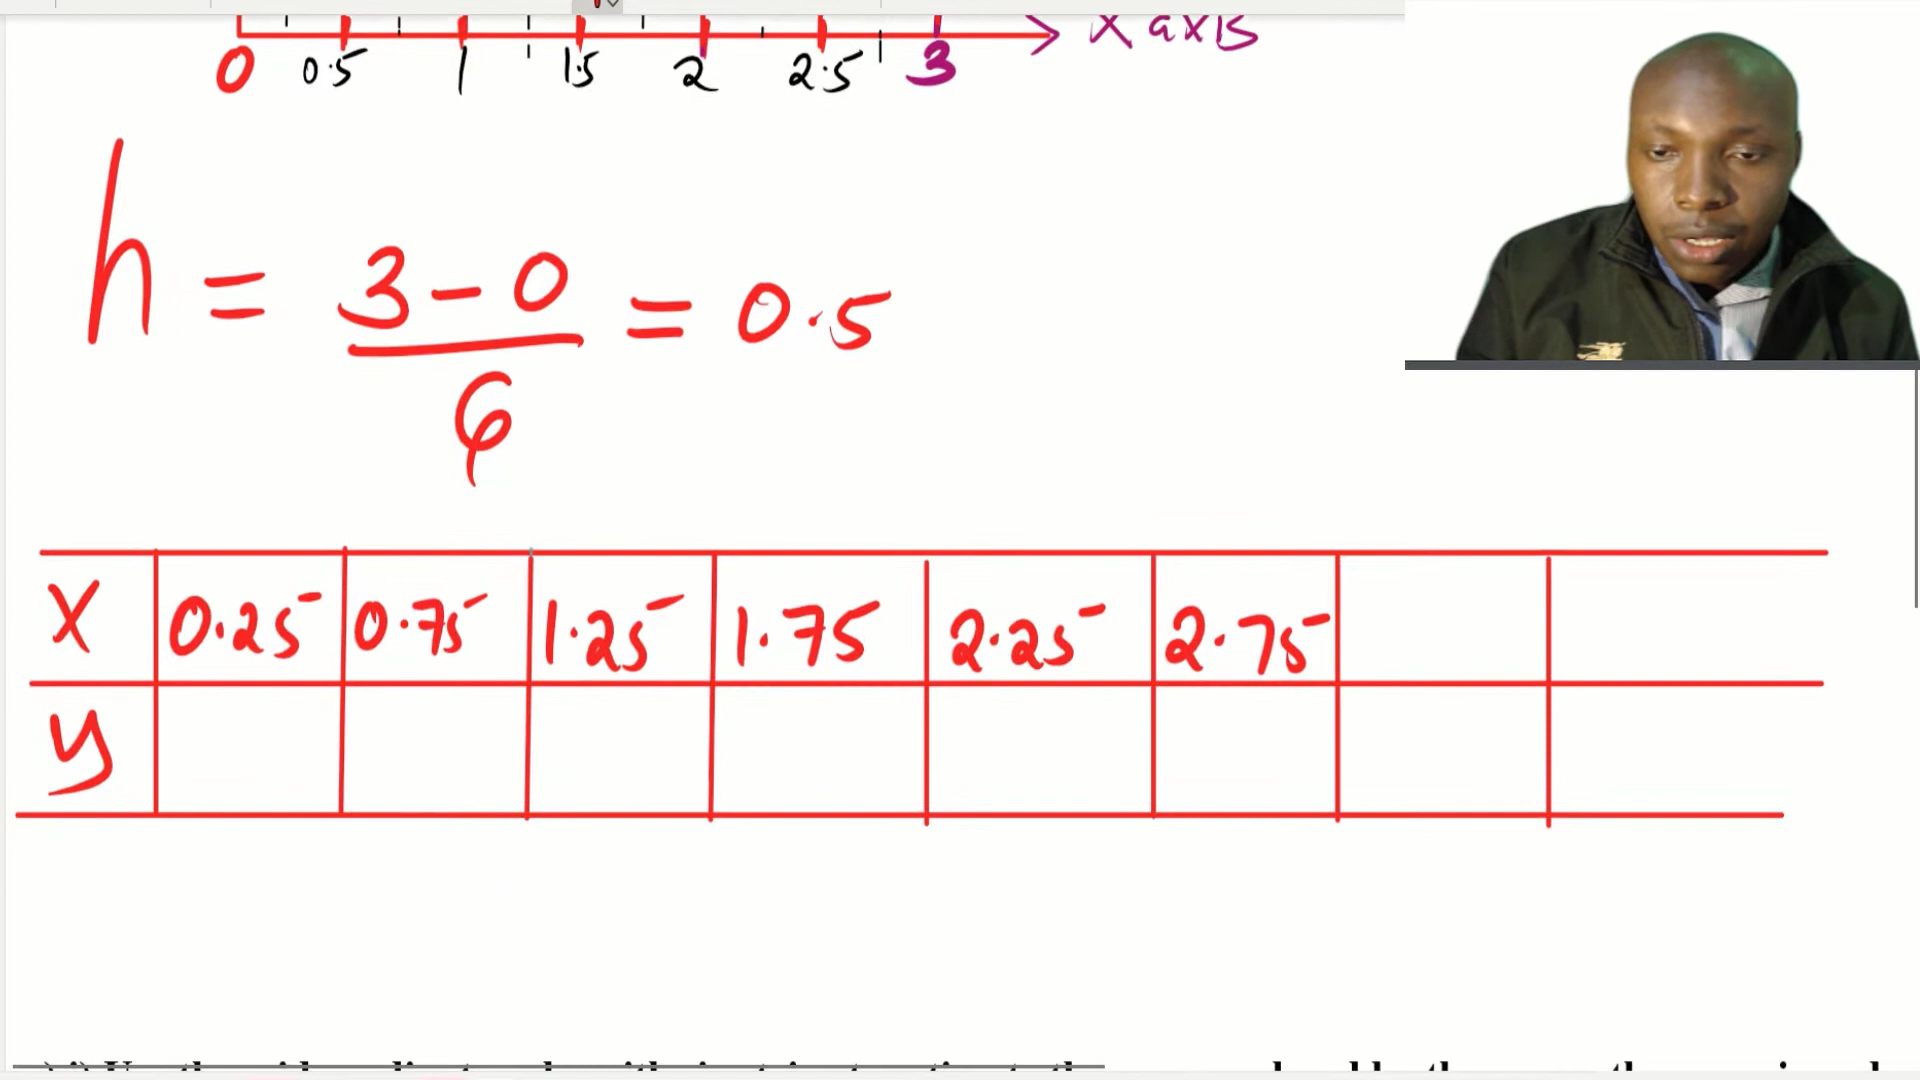 x axis
0 0.5 1 1.5 2 2.5 3
h = 3 - 0 / 6 = 0.5
x 0.25 0.75 1.25 1.75 2.25 2.75
y